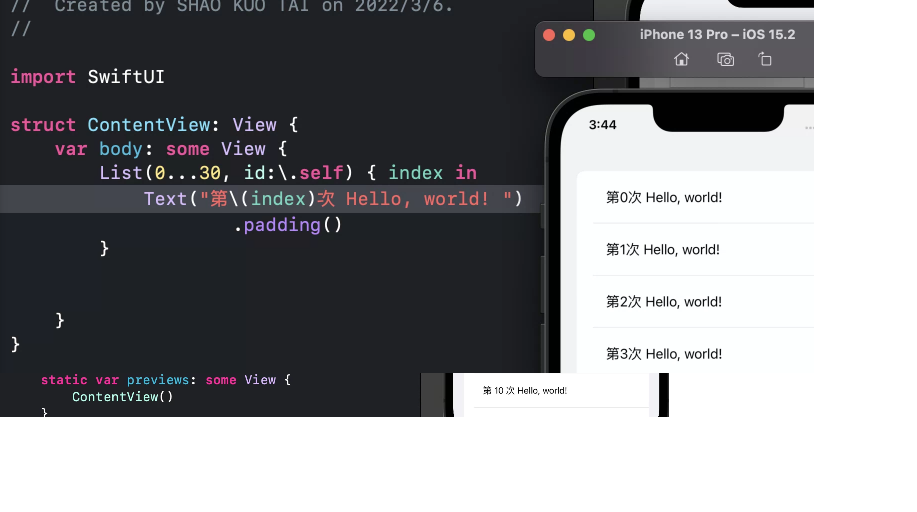 //  Created by SHAO KUO TAI on 2022/3/6.
//
import SwiftUI
struct ContentView: View {
    var body: some View {
        List(0...30, id:\.self) { index in
            Text("第\(index)次 Hello, world! ")
                    .padding()
        }
    }
}
static var previews: some View {
    ContentView()
}
iPhone 13 Pro – iOS 15.2
3:44
第0次 Hello, world!
第1次 Hello, world!
第2次 Hello, world!
第3次 Hello, world!
第 10 次 Hello, world!